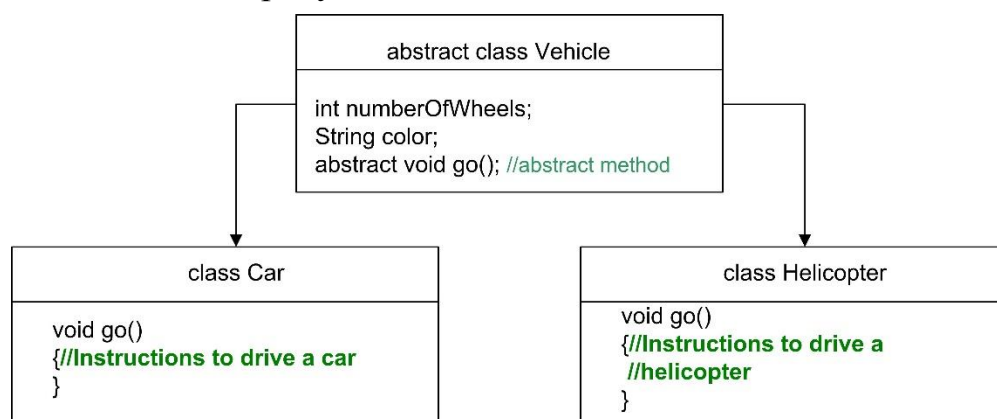 abstract class Vehicle
int numberOfWheels;
String color;
abstract void go(); //abstract method
class Car
void go()
{//Instructions to drive a car
}
class Helicopter
void go()
{//Instructions to drive a
//helicopter
}